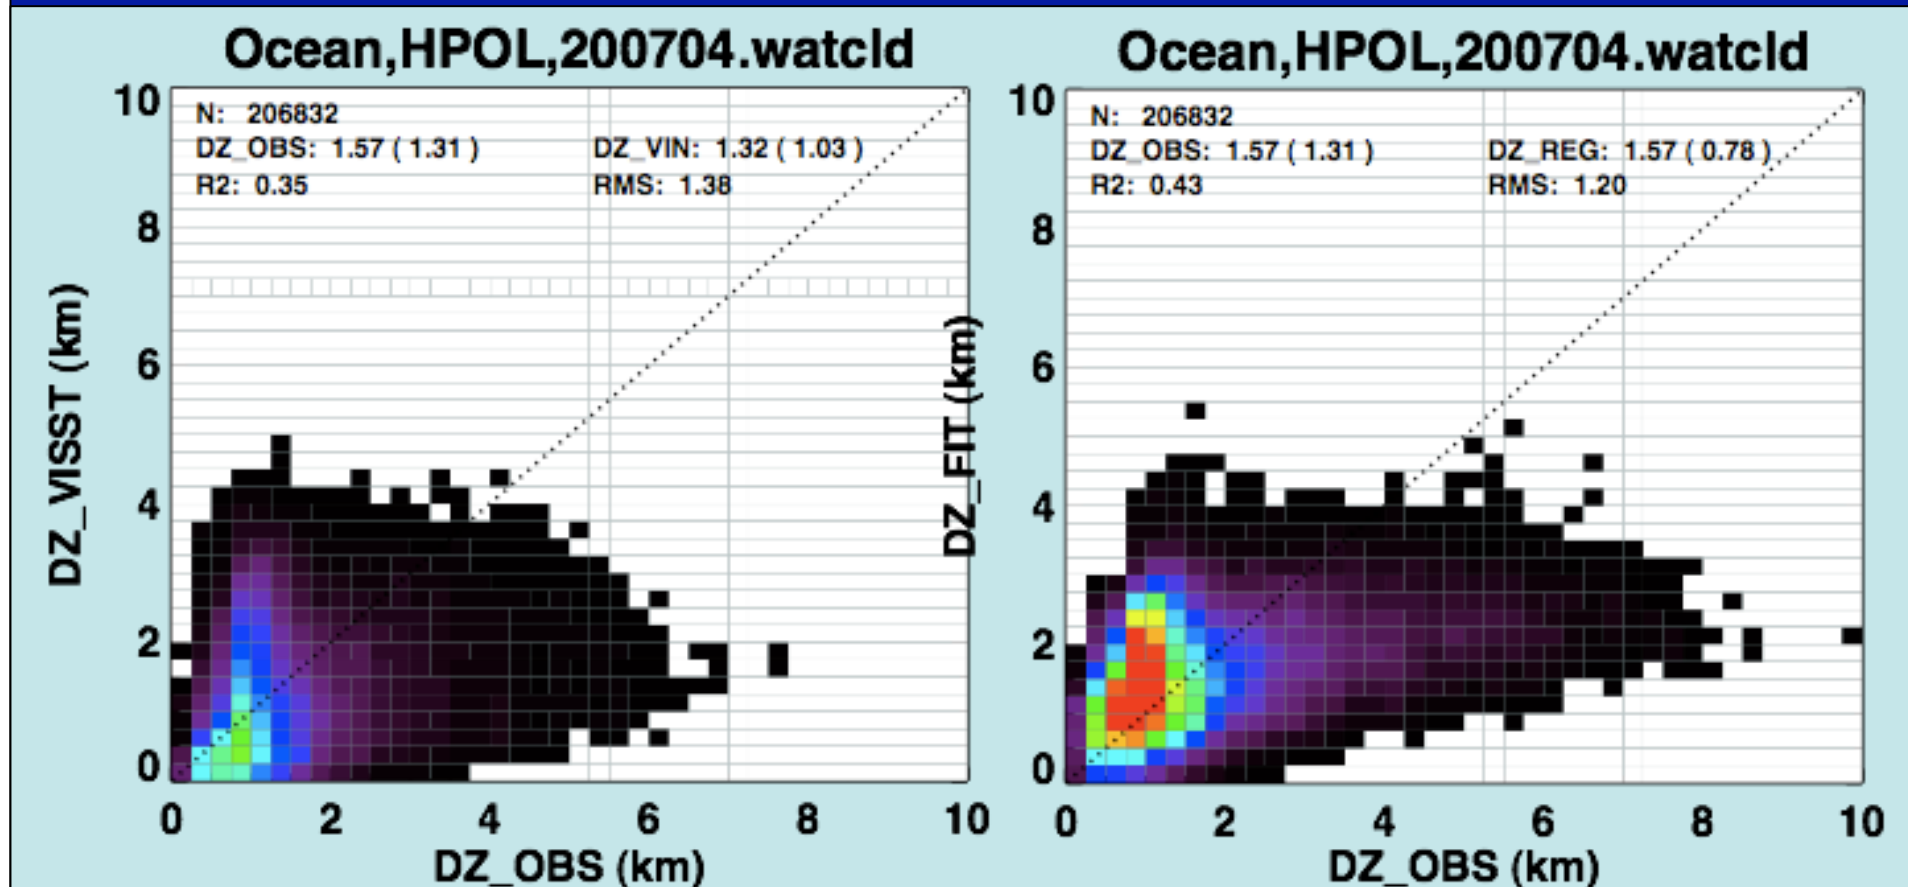 Ocean,HPOL,200704.watcld
N: 206832
DZ_OBS: 1.57 ( 1.31 ) DZ_VIN: 1.32 ( 1.03 )
R2: 0.35 RMS: 1.38
10
8
6
4
2
0
DZ_VISST (km)
0 2 4 6 8 10
DZ_OBS (km)
Ocean,HPOL,200704.watcld
N: 206832
DZ_OBS: 1.57 ( 1.31 ) DZ_REG: 1.57 ( 0.78 )
R2: 0.43 RMS: 1.20
10
8
6
4
2
0
DZ_FIT (km)
0 2 4 6 8 10
DZ_OBS (km)